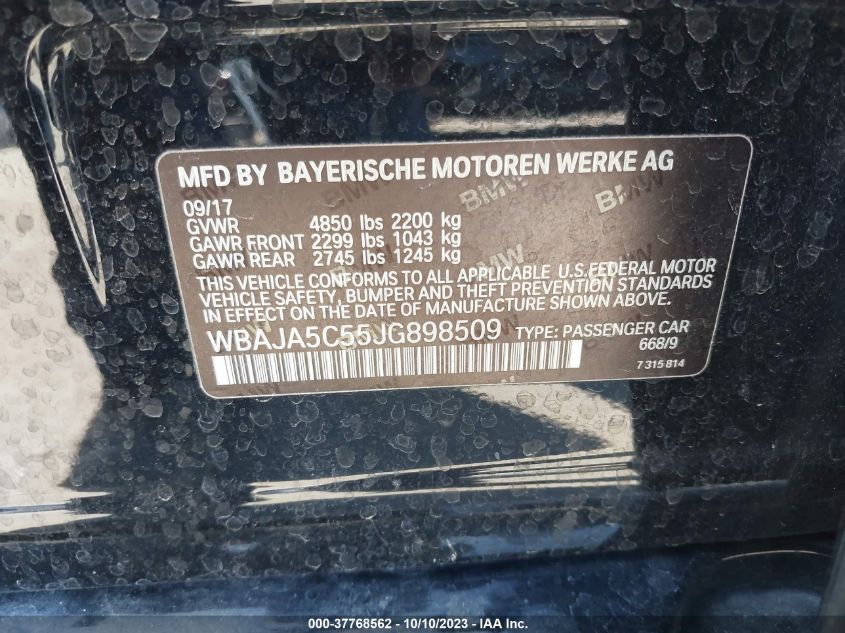 MFD BY BAYERISCHE MOTOREN WERKE AG
09/17
GVWR 4850 lbs 2200 kg
GAWR FRONT 2299 lbs 1043 kg
GAWR REAR 2745 lbs 1245 kg
THIS VEHICLE CONFORMS TO ALL APPLICABLE U.S.FEDERAL MOTOR
VEHICLE SAFETY, BUMPER AND THEFT PREVENTION STANDARDS
IN EFFECT ON THE DATE OF MANUFACTURE SHOWN ABOVE.
WBAJA5C55JG898509 TYPE: PASSENGER CAR
668/9
7 315 814
000-37768562 - 10/10/2023 - IAA Inc.